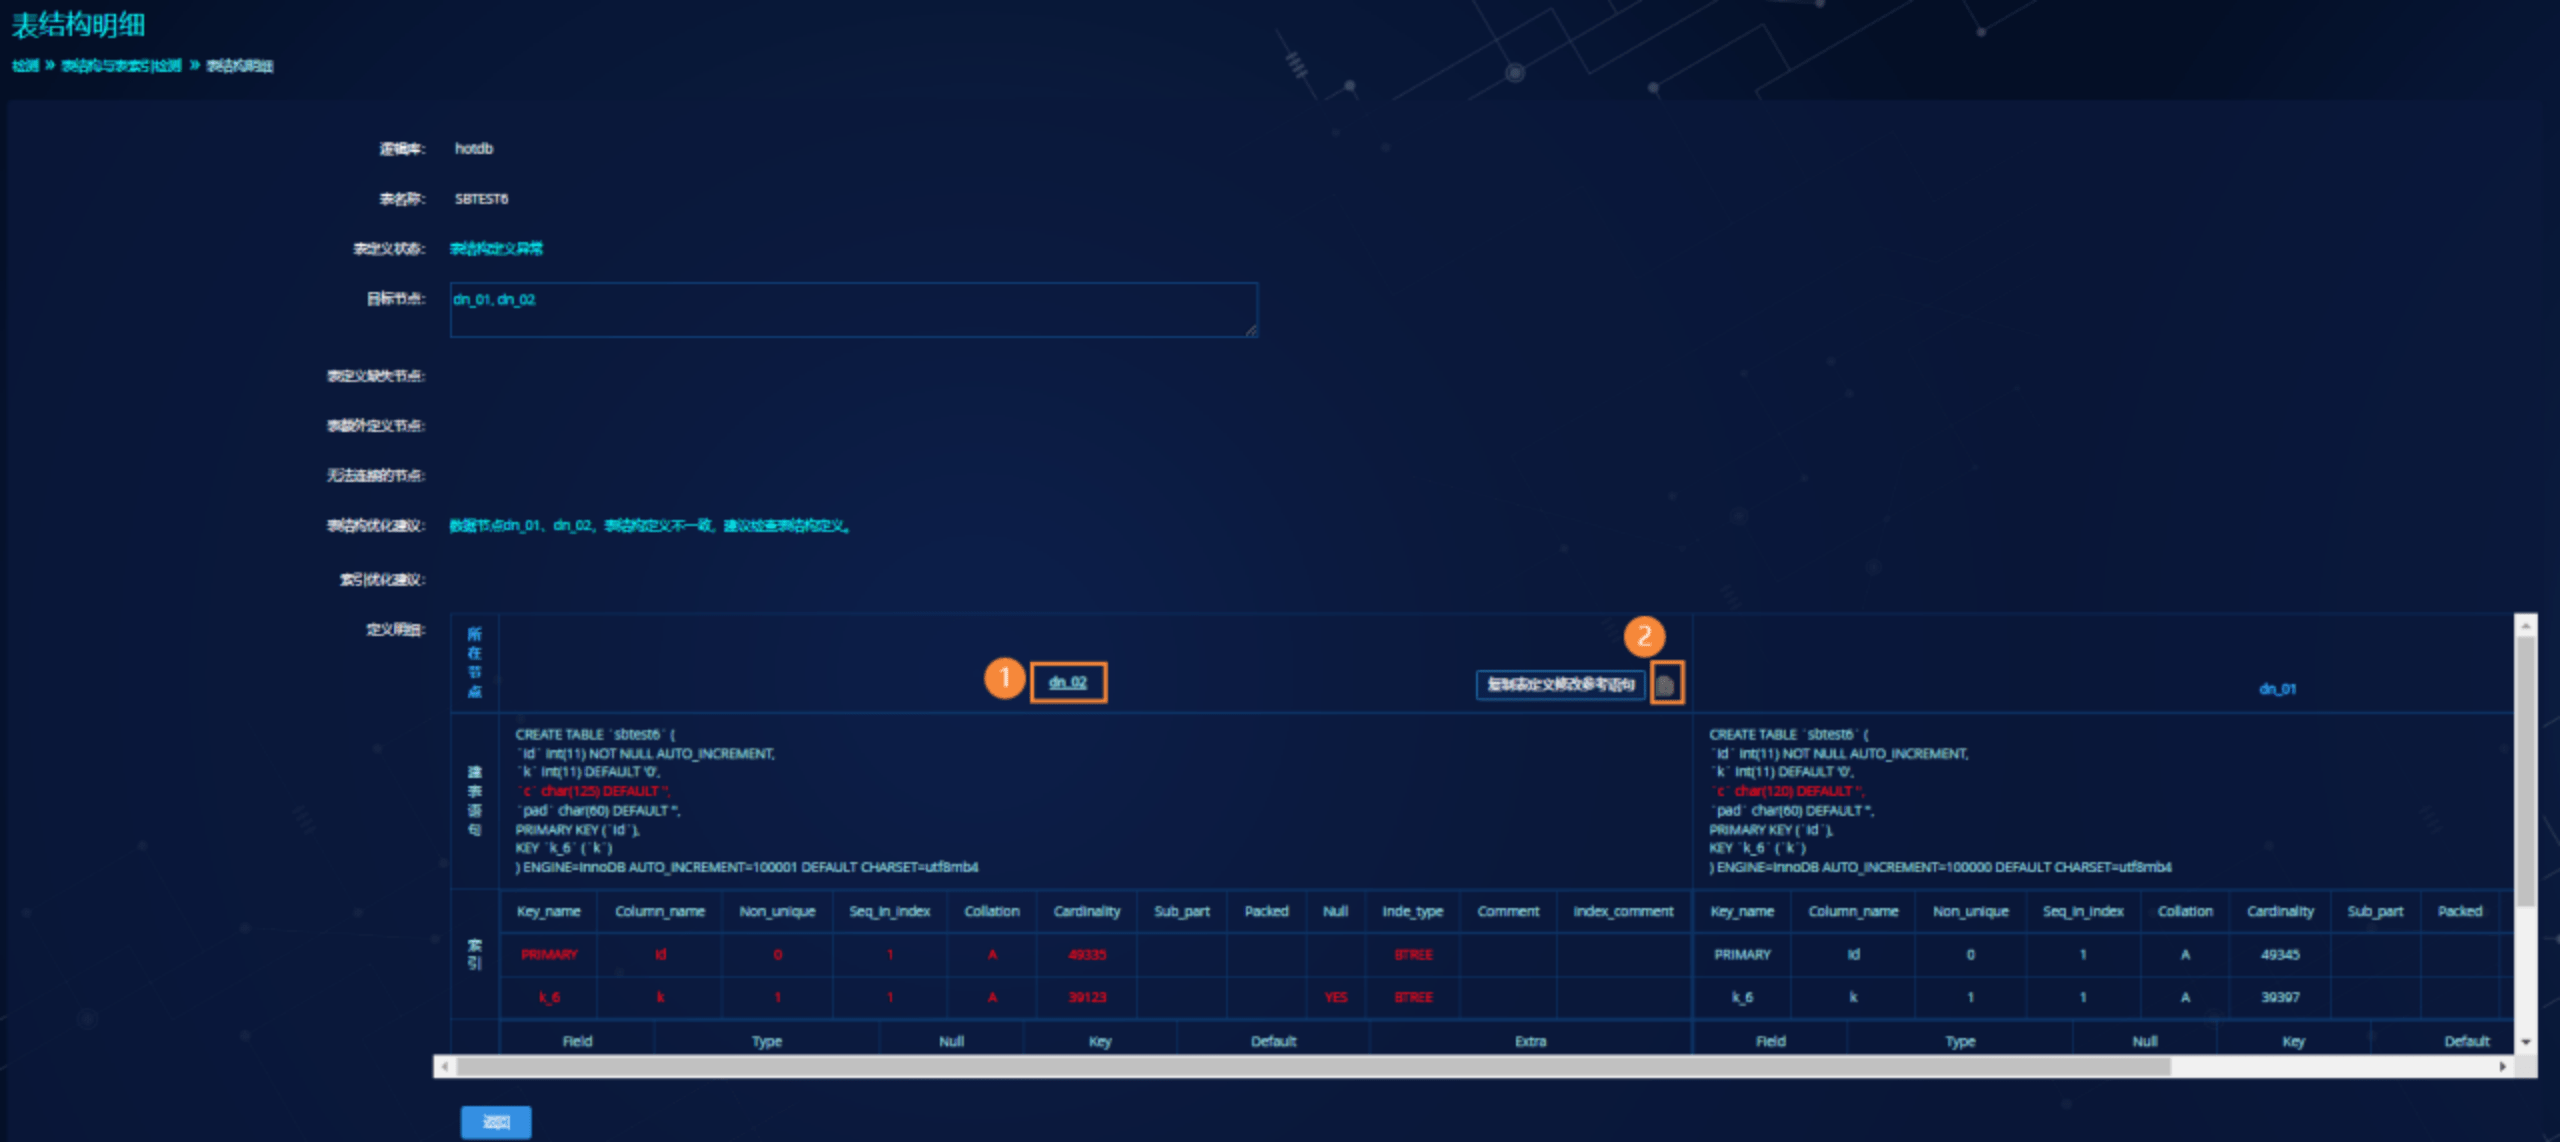 表结构明细
检测 » 表结构与表索引检测 » 表结构明细
逻辑库: hotdb
表名称: SBTEST6
表定义状态: 表结构定义异常
目标节点: dn_01, dn_02
表定义缺失节点:
表额外定义节点:
无法连接的节点:
表结构优化建议: 数据节点dn_01、dn_02，表结构定义不一致，建议检查表结构定义。
索引优化建议:
定义明细:
所在节点 1 dn_02 复制表定义修改参考语句 2 dn_01
建表语句
CREATE TABLE `sbtest6` (
`id` int(11) NOT NULL AUTO_INCREMENT,
`k` int(11) DEFAULT '0',
`c` char(125) DEFAULT '',
`pad` char(60) DEFAULT '',
PRIMARY KEY (`id`),
KEY `k_6` (`k`)
) ENGINE=InnoDB AUTO_INCREMENT=100001 DEFAULT CHARSET=utf8mb4
CREATE TABLE `sbtest6` (
`id` int(11) NOT NULL AUTO_INCREMENT,
`k` int(11) DEFAULT '0',
`c` char(120) DEFAULT '',
`pad` char(60) DEFAULT '',
PRIMARY KEY (`id`),
KEY `k_6` (`k`)
) ENGINE=InnoDB AUTO_INCREMENT=100000 DEFAULT CHARSET=utf8mb4
索引
Key_name Column_name Non_unique Seq_in_index Collation Cardinality Sub_part Packed Null Inde_type Comment Index_comment Key_name Column_name Non_unique Seq_in_index Collation Cardinality Sub_part Packed
PRIMARY id 0 1 A 49335 BTREE PRIMARY id 0 1 A 49345
k_6 k 1 1 A 39123 YES BTREE k_6 k 1 1 A 39397
Field Type Null Key Default Extra Field Type Null Key Default
返回